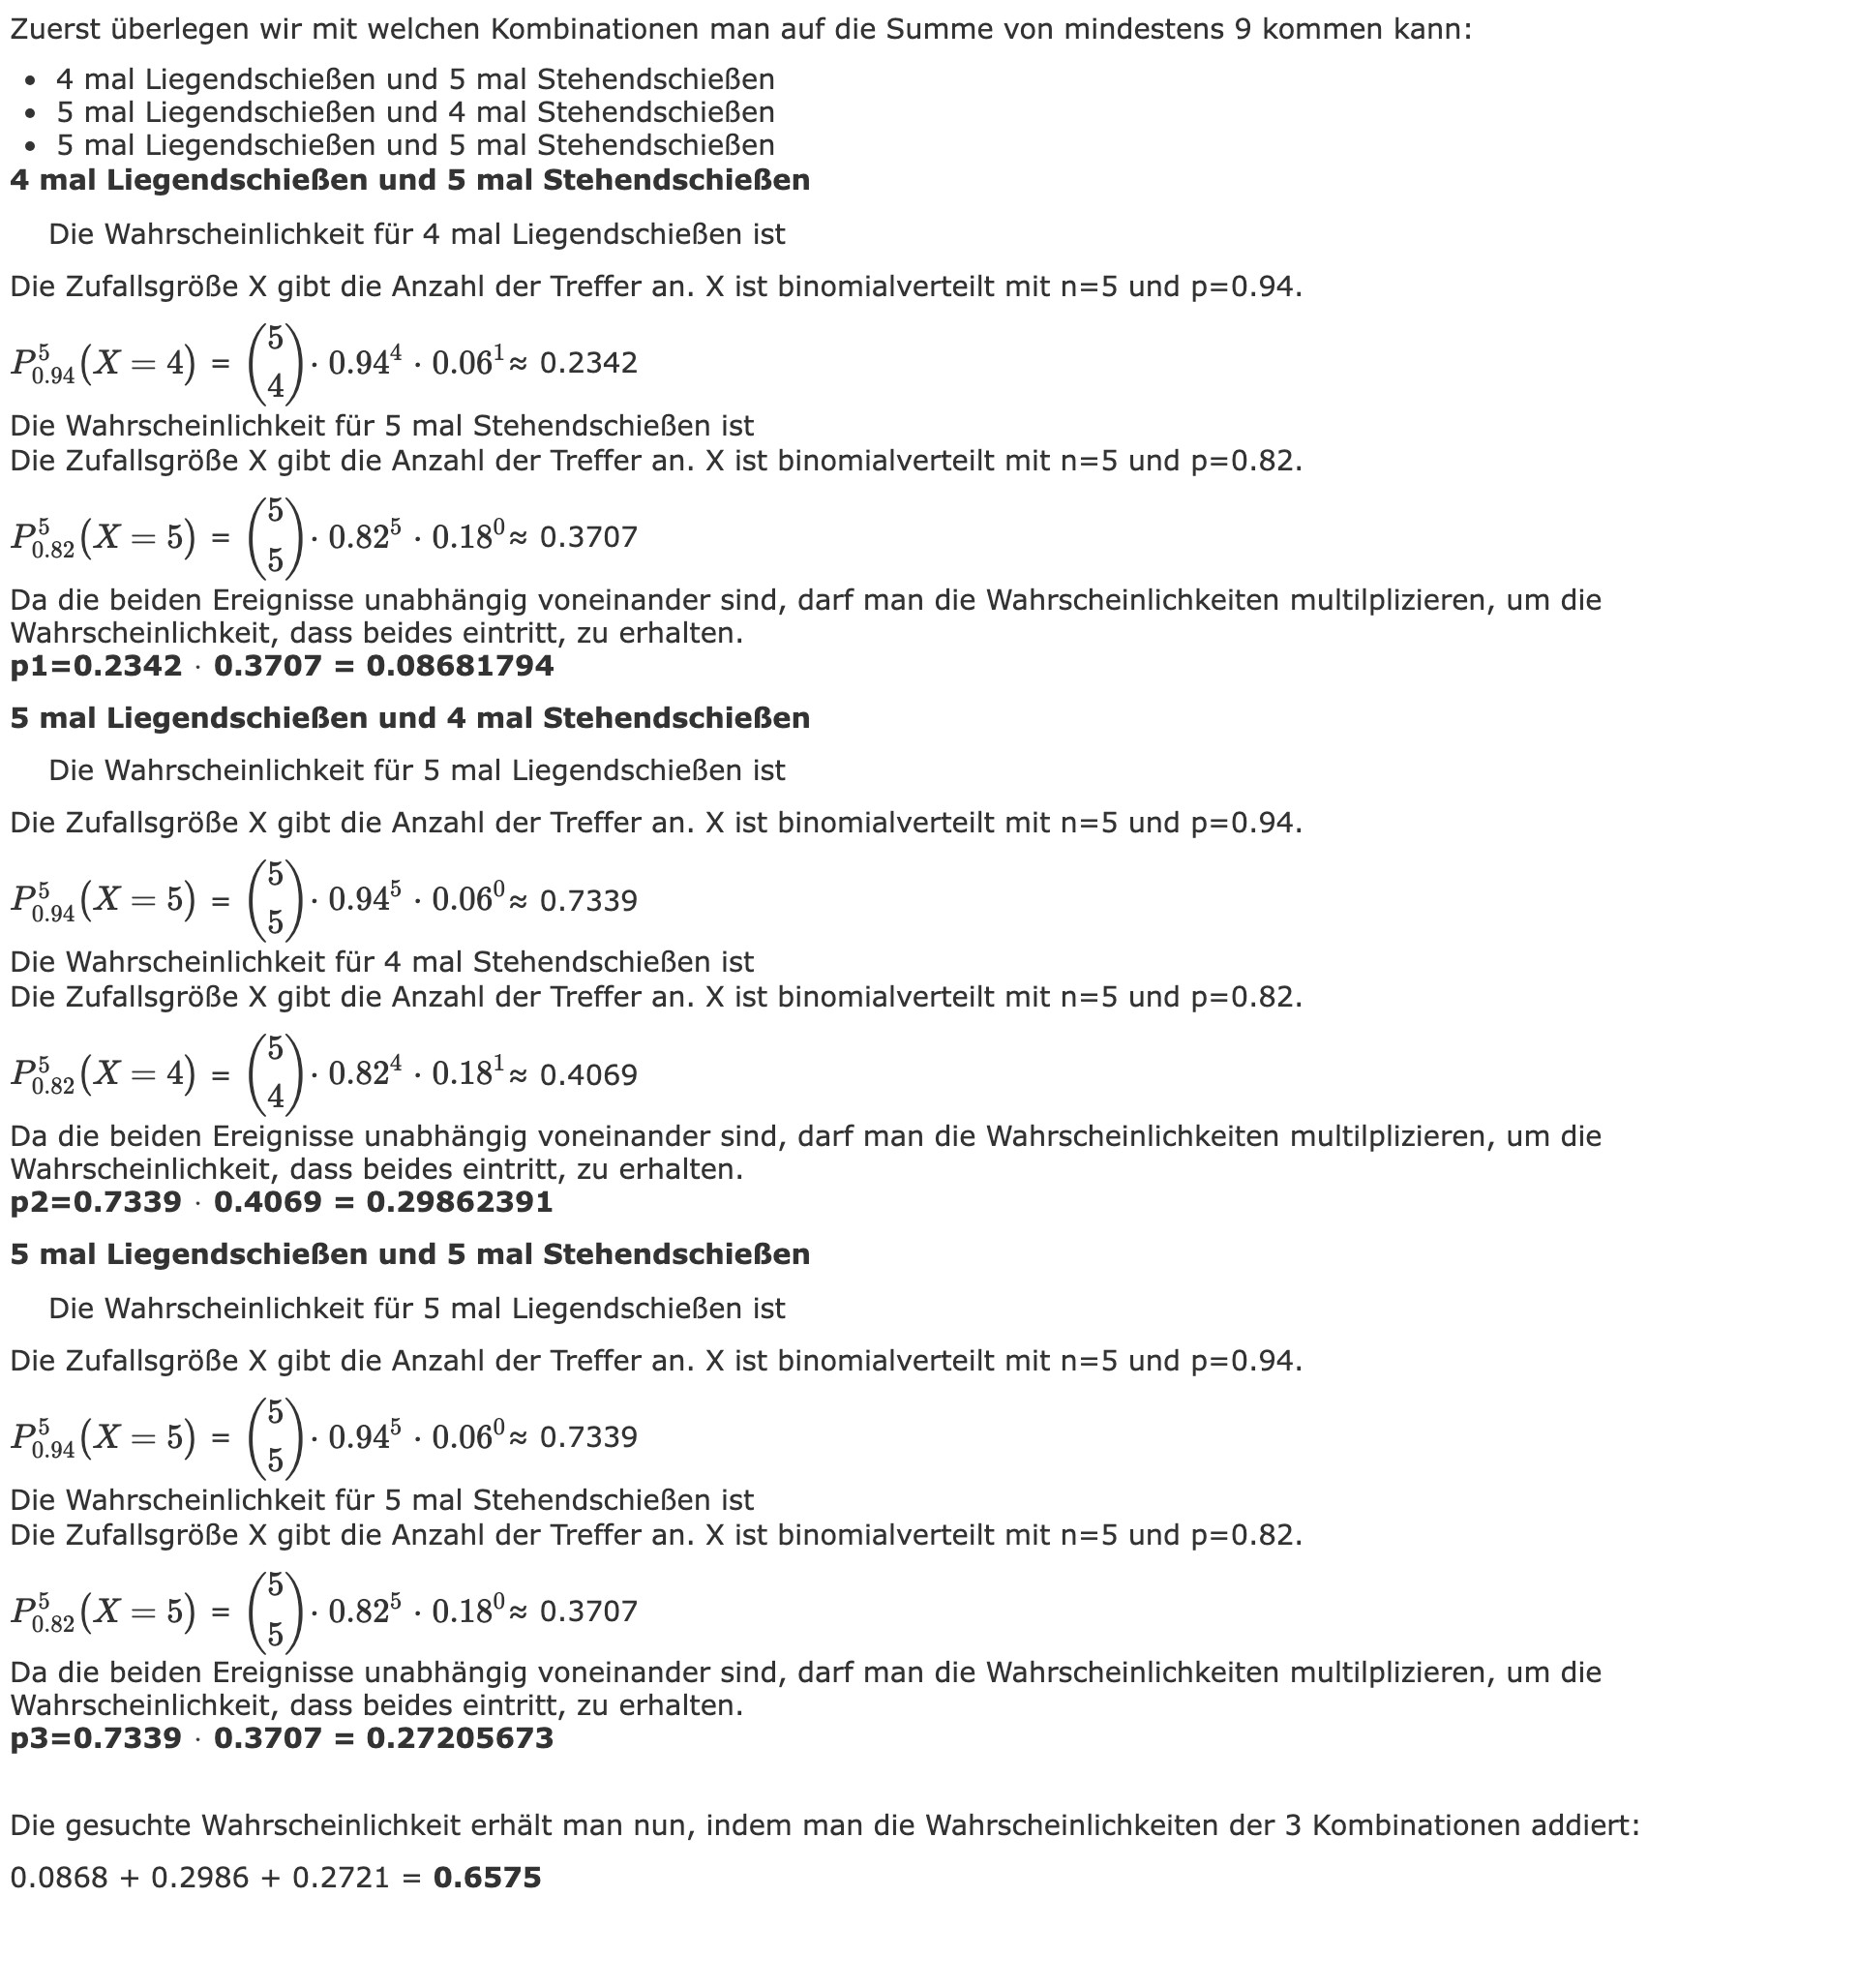 Zuerst überlegen wir mit welchen Kombinationen man auf die Summe von mindestens 9 kommen kann:
• 4 mal Liegendschießen und 5 mal Stehendschießen
• 5 mal Liegendschießen und 4 mal Stehendschießen
• 5 mal Liegendschießen und 5 mal Stehendschießen
4 mal Liegendschießen und 5 mal Stehendschießen
Die Wahrscheinlichkeit für 4 mal Liegendschießen ist
Die Zufallsgröße X gibt die Anzahl der Treffer an. X ist binomialverteilt mit n=5 und p=0.94.
$P_{0.94}^{5}(X=4) = \binom{5}{4} \cdot 0.94^4 \cdot 0.06^1 ≈ 0.2342$
Die Wahrscheinlichkeit für 5 mal Stehendschießen ist
Die Zufallsgröße X gibt die Anzahl der Treffer an. X ist binomialverteilt mit n=5 und p=0.82.
$P_{0.82}^{5}(X=5) = \binom{5}{5} \cdot 0.82^5 \cdot 0.18^0 ≈ 0.3707$
Da die beiden Ereignisse unabhängig voneinander sind, darf man die Wahrscheinlichkeiten multilplizieren, um die
Wahrscheinlichkeit, dass beides eintritt, zu erhalten.
p1=0.2342 · 0.3707 = 0.08681794
5 mal Liegendschießen und 4 mal Stehendschießen
Die Wahrscheinlichkeit für 5 mal Liegendschießen ist
Die Zufallsgröße X gibt die Anzahl der Treffer an. X ist binomialverteilt mit n=5 und p=0.94.
$P_{0.94}^{5}(X=5) = \binom{5}{5} \cdot 0.94^5 \cdot 0.06^0 ≈ 0.7339$
Die Wahrscheinlichkeit für 4 mal Stehendschießen ist
Die Zufallsgröße X gibt die Anzahl der Treffer an. X ist binomialverteilt mit n=5 und p=0.82.
$P_{0.82}^{5}(X=4) = \binom{5}{4} \cdot 0.82^4 \cdot 0.18^1 ≈ 0.4069$
Da die beiden Ereignisse unabhängig voneinander sind, darf man die Wahrscheinlichkeiten multilplizieren, um die
Wahrscheinlichkeit, dass beides eintritt, zu erhalten.
p2=0.7339 · 0.4069 = 0.29862391
5 mal Liegendschießen und 5 mal Stehendschießen
Die Wahrscheinlichkeit für 5 mal Liegendschießen ist
Die Zufallsgröße X gibt die Anzahl der Treffer an. X ist binomialverteilt mit n=5 und p=0.94.
$P_{0.94}^{5}(X=5) = \binom{5}{5} \cdot 0.94^5 \cdot 0.06^0 ≈ 0.7339$
Die Wahrscheinlichkeit für 5 mal Stehendschießen ist
Die Zufallsgröße X gibt die Anzahl der Treffer an. X ist binomialverteilt mit n=5 und p=0.82.
$P_{0.82}^{5}(X=5) = \binom{5}{5} \cdot 0.82^5 \cdot 0.18^0 ≈ 0.3707$
Da die beiden Ereignisse unabhängig voneinander sind, darf man die Wahrscheinlichkeiten multilplizieren, um die
Wahrscheinlichkeit, dass beides eintritt, zu erhalten.
p3=0.7339 · 0.3707 = 0.27205673
Die gesuchte Wahrscheinlichkeit erhält man nun, indem man die Wahrscheinlichkeiten der 3 Kombinationen addiert:
0.0868 + 0.2986 + 0.2721 = 0.6575